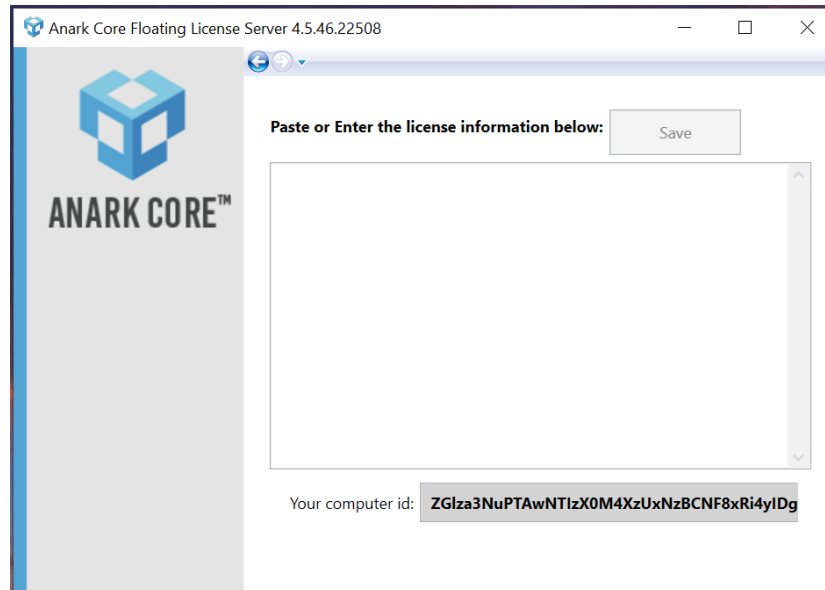 Anark Core Floating License Server 4.5.46.22508
ANARK CORE™
Paste or Enter the license information below:
Save
Your computer id: ZGlza3NuPTAwNTIzX0M4XzUxNzBCNF8xRi4yIDg